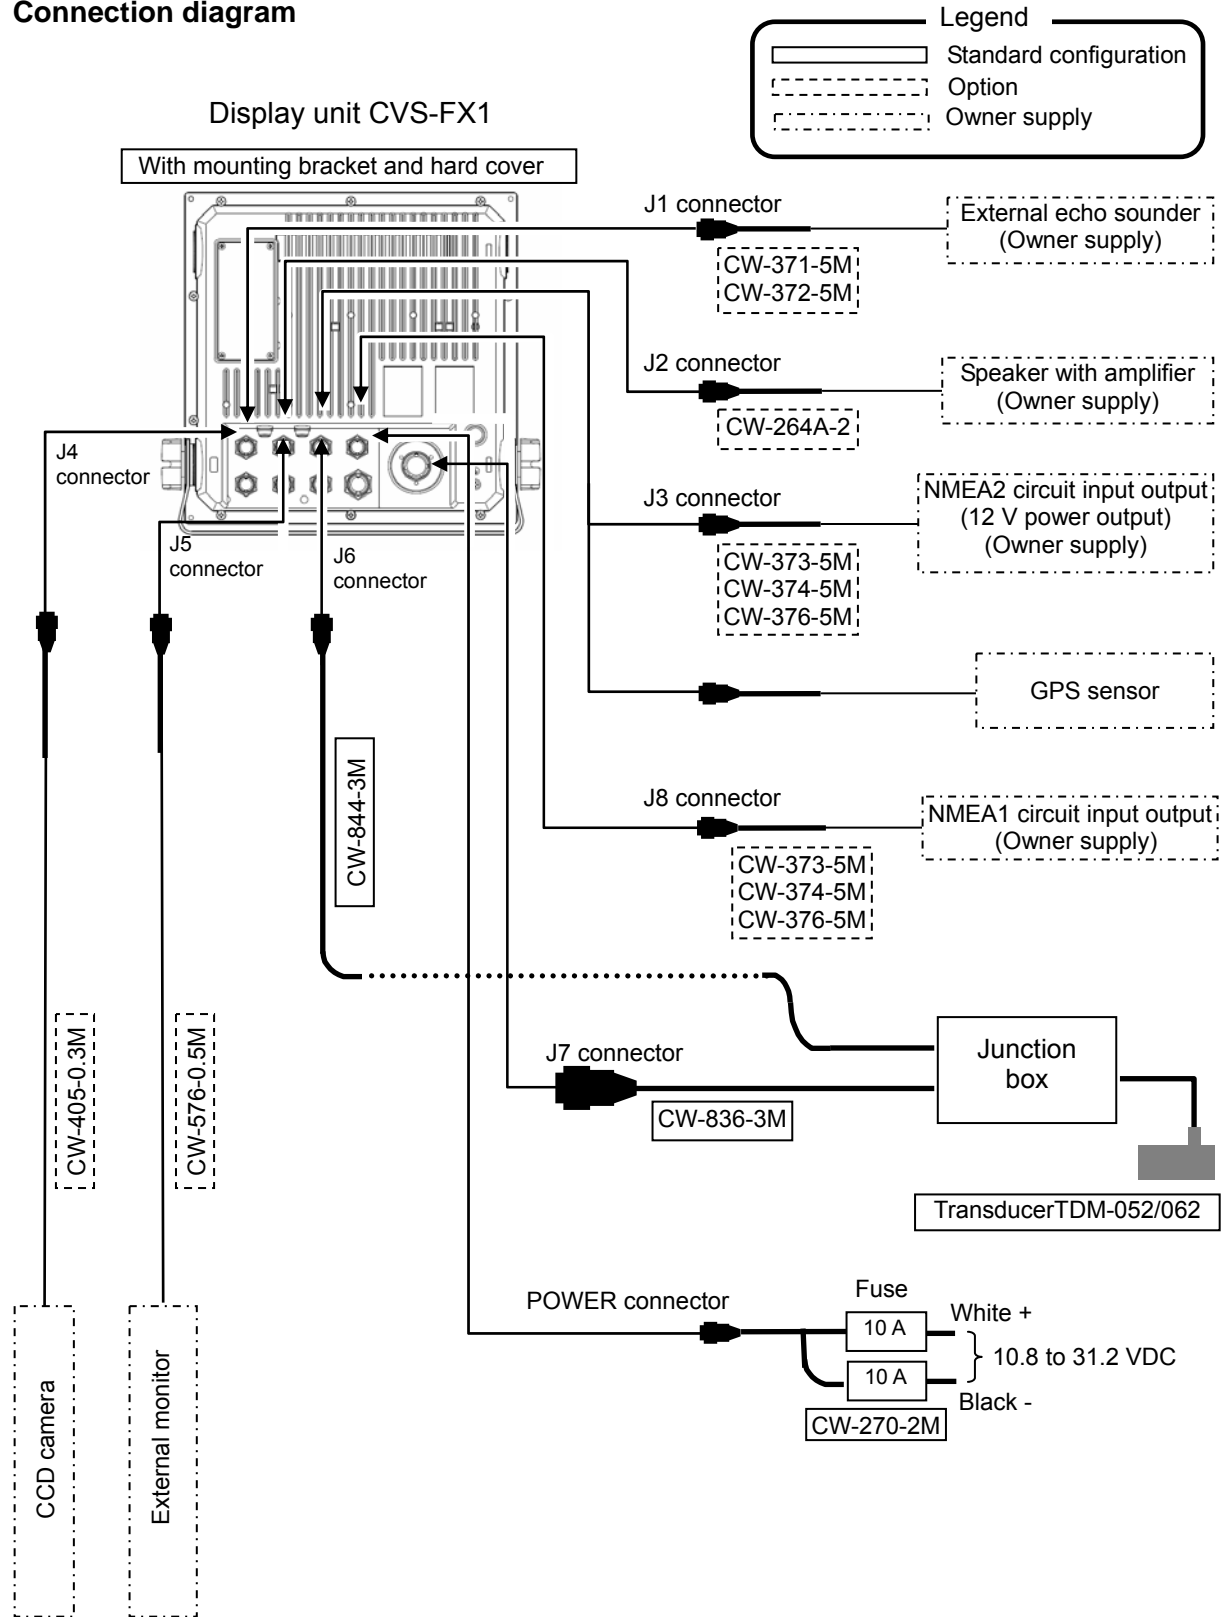 Connection diagram
Legend
Standard configuration
Option
Owner supply
Display unit CVS-FX1
With mounting bracket and hard cover
J1 connector
External echo sounder
(Owner supply)
CW-371-5M
CW-372-5M
J2 connector
Speaker with amplifier
(Owner supply)
CW-264A-2
J4
connector
J3 connector
NMEA2 circuit input output
(12 V power output)
(Owner supply)
J5
connector
J6
connector
CW-373-5M
CW-374-5M
CW-376-5M
GPS sensor
CW-844-3M
J8 connector
NMEA1 circuit input output
(Owner supply)
CW-373-5M
CW-374-5M
CW-376-5M
CW-405-0.3M
CW-576-0.5M
J7 connector
Junction
box
CW-836-3M
TransducerTDM-052/062
POWER connector
Fuse
10 A
White +
10.8 to 31.2 VDC
10 A
Black -
CW-270-2M
CCD camera
External monitor